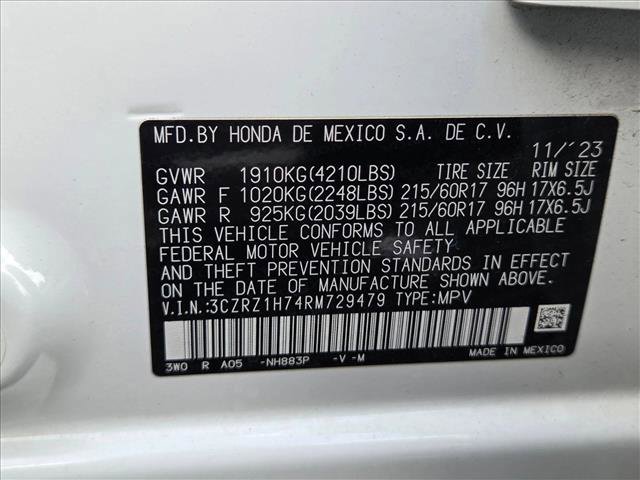 MFD.BY HONDA DE MEXICO S.A. DE C.V.
11/'23
GVWR 1910KG(4210LBS) TIRE SIZE RIM SIZE
GAWR F 1020KG(2248LBS) 215/60R17 96H 17X6.5J
GAWR R 925KG(2039LBS) 215/60R17 96H 17X6.5J
THIS VEHICLE CONFORMS TO ALL APPLICABLE
FEDERAL MOTOR VEHICLE SAFETY
AND THEFT PREVENTION STANDARDS IN EFFECT
ON THE DATE OF MANUFACTURE SHOWN ABOVE.
V.I.N.:3CZRZ1H74RM729479 TYPE:MPV
3W0 R A05 -NH883P -V -M MADE IN MEXICO